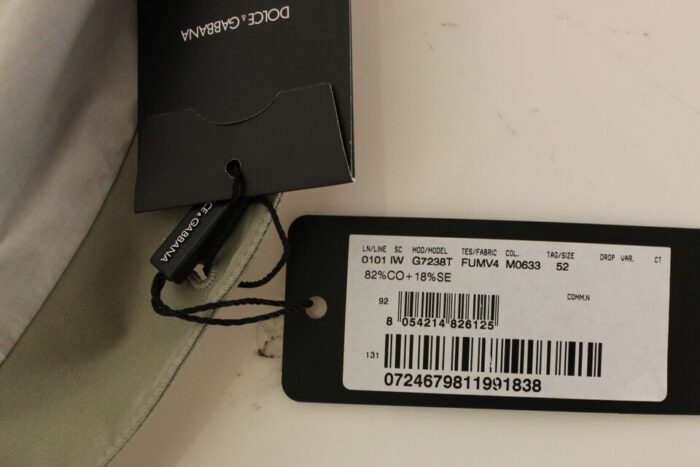 DOLCE & GABBANA
CE & GABBANA
LN/LINE SC MOD/MODEL TES/FABRIC COL. TAG/SIZE DROP VAR. CT
0101 IW G7238T FUMV4 M0633 52
82%CO+18%SE
COMM.N
92
8 054214 826125
131
0724679811991838